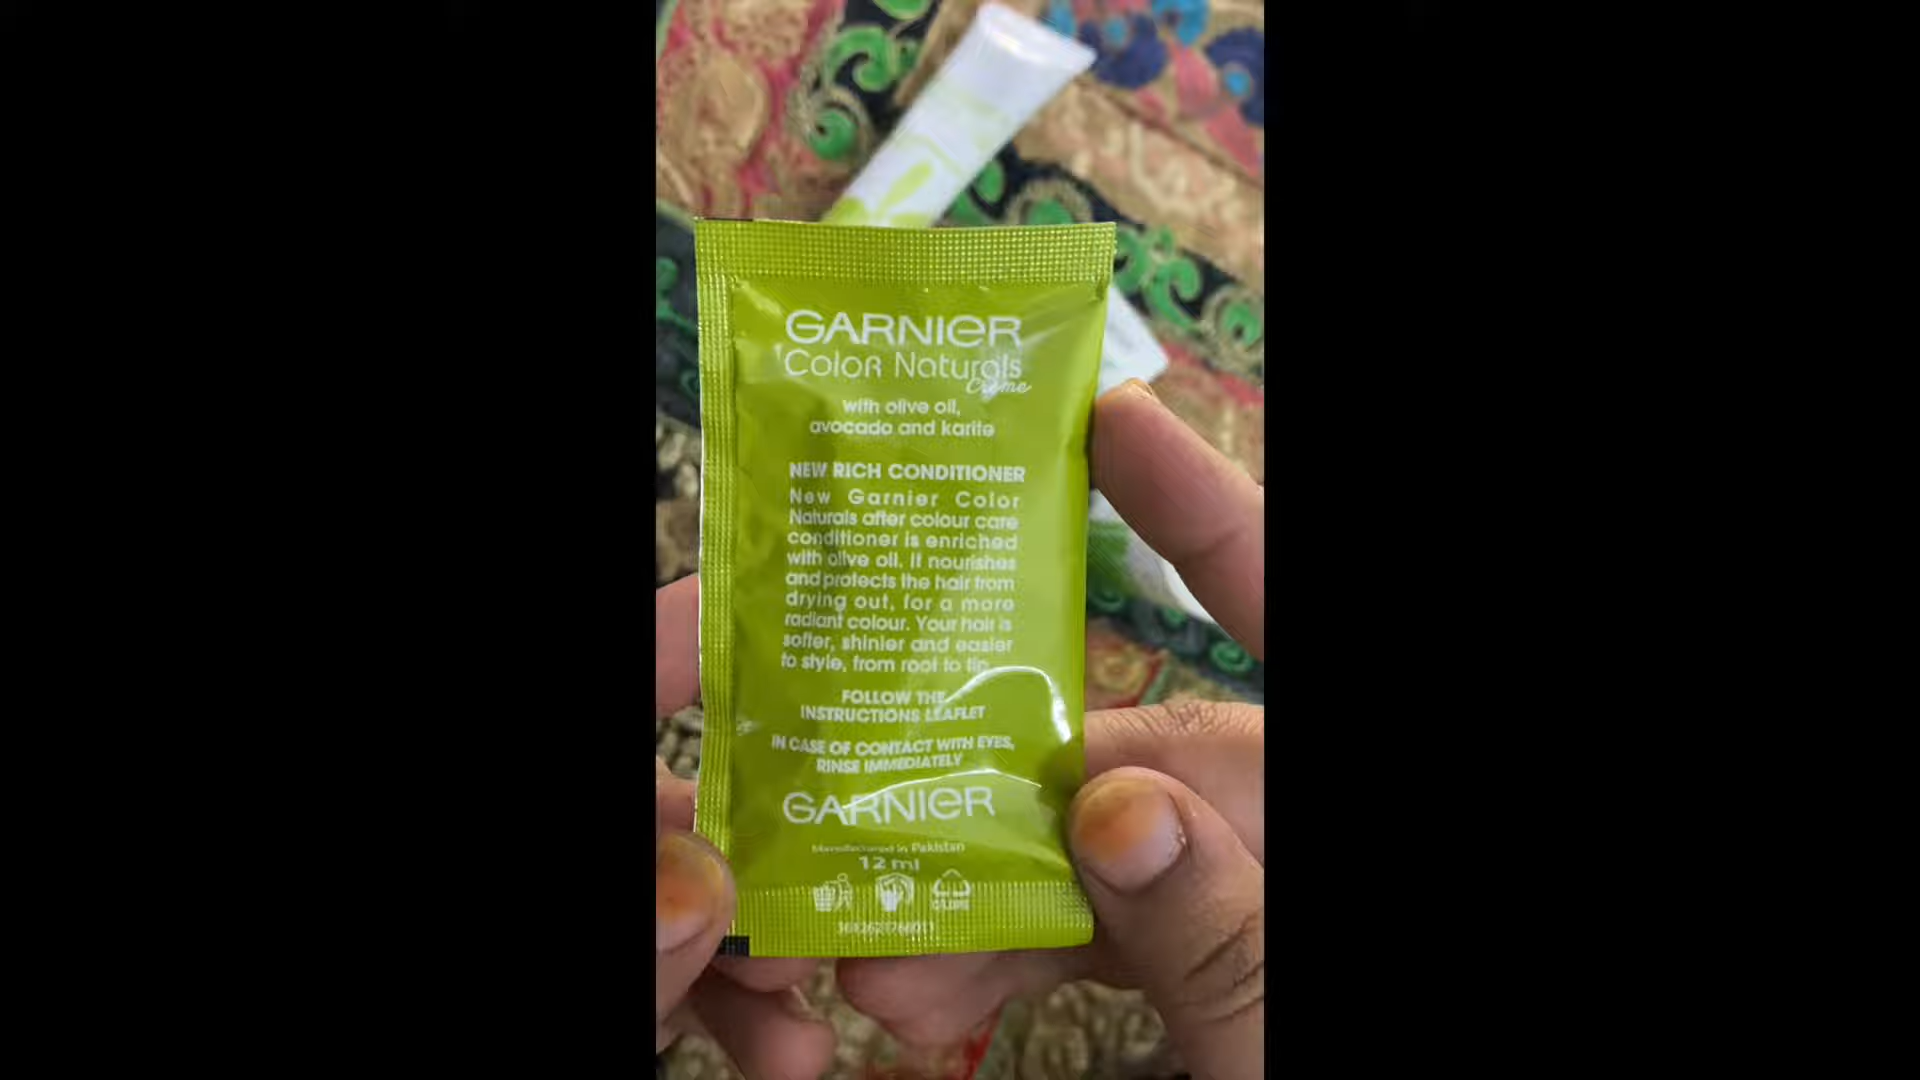 GARNIER
Color Naturals
Crème
with olive oil,
avocado and karite
NEW RICH CONDITIONER
New Garnier Color
Naturals after colour care
conditioner is enriched
with olive oil. It nourishes
and protects the hair from
drying out, for a more
radiant colour. Your hair is
softer, shinier and easier
to style, from root to tip.
FOLLOW THE
INSTRUCTIONS LEAFLET
IN CASE OF CONTACT WITH EYES,
RINSE IMMEDIATELY
GARNIER
Manufactured in Pakistan
12 ml